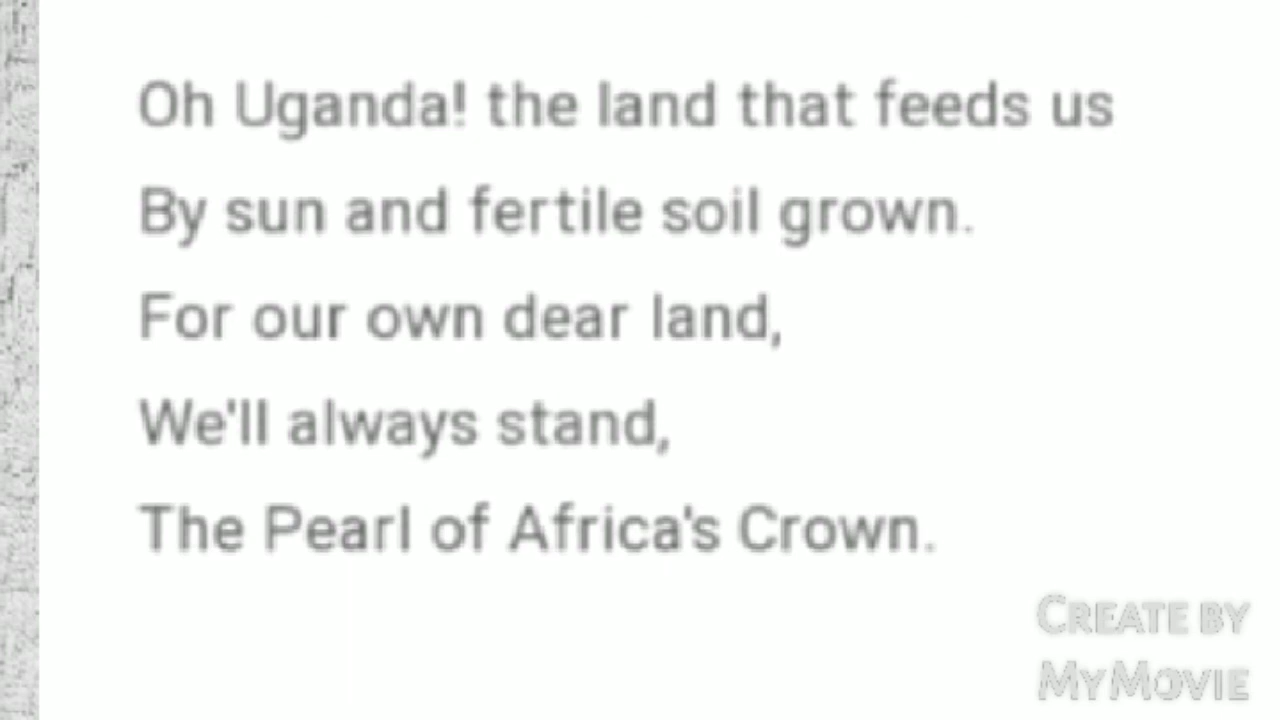 Oh Uganda! the land that feeds us
By sun and fertile soil grown.
For our own dear land,
We'll always stand,
The Pearl of Africa's Crown.
CREATE BY
MYMOVIE